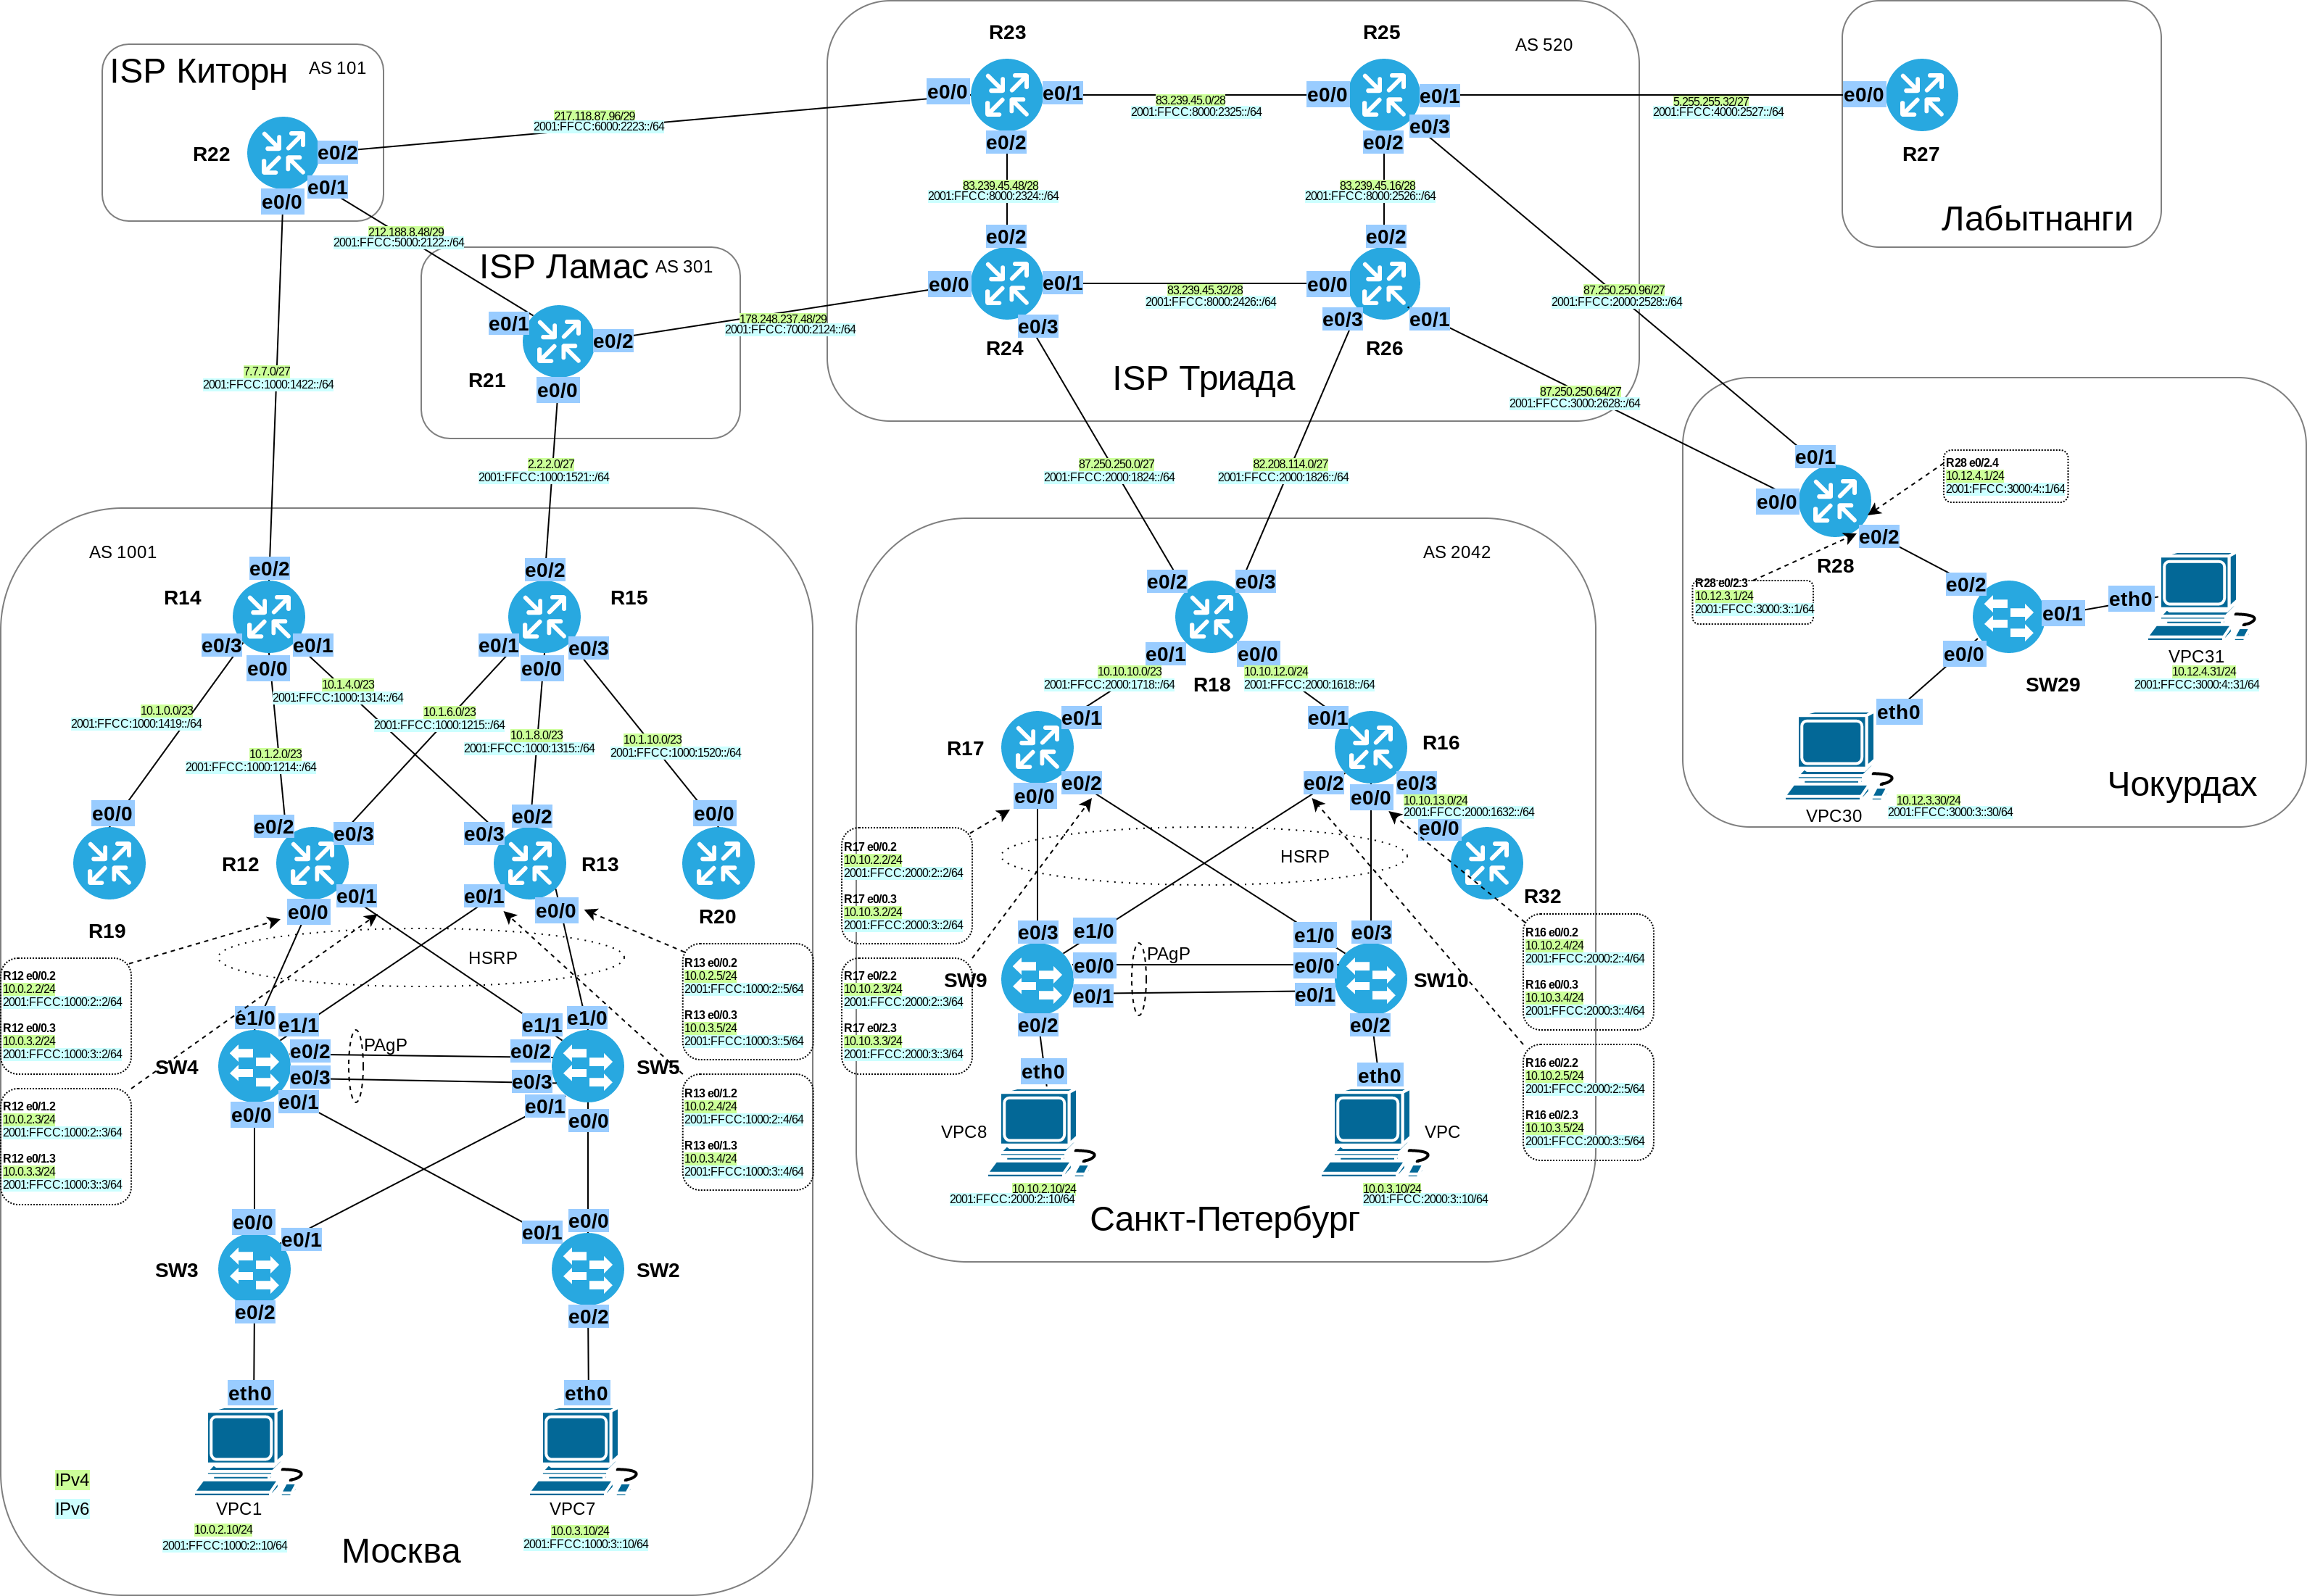 ISP Киторн
AS 101
R22
e0/2
e0/1
e0/0
217.118.87.96/29
2001:FFCC:6000:2223::/64
212.188.8.48/29
2001:FFCC:5000:2122::/64
7.7.7.0/27
2001:FFCC:1000:1422::/64
ISP Ламас
AS 301
e0/1
e0/2
R21
e0/0
178.248.237.48/29
2001:FFCC:7000:2124::/64
2.2.2.0/27
2001:FFCC:1000:1521::/64
R23
R25
AS 520
e0/0
e0/1
e0/0
e0/1
83.239.45.0/28
2001:FFCC:8000:2325::/64
e0/3
e0/2
e0/2
83.239.45.48/28
2001:FFCC:8000:2324::/64
83.239.45.16/28
2001:FFCC:8000:2526::/64
e0/2
e0/2
e0/0
e0/1
e0/0
83.239.45.32/28
2001:FFCC:8000:2426::/64
e0/3
e0/3
e0/1
R24
R26
ISP Триада
5.255.255.32/27
2001:FFCC:4000:2527::/64
e0/0
R27
Лабытнанги
87.250.250.96/27
2001:FFCC:2000:2528::/64
87.250.250.64/27
2001:FFCC:3000:2628::/64
87.250.250.0/27
2001:FFCC:2000:1824::/64
82.208.114.0/27
2001:FFCC:2000:1826::/64
e0/1
e0/0
R28 e0/2.4
10.12.4.1/24
2001:FFCC:3000:4::1/64
e0/2
R28
R28 e0/2.3
10.12.3.1/24
2001:FFCC:3000:3::1/64
e0/2
e0/1
eth0
e0/0
VPC31
10.12.4.31/24
2001:FFCC:3000:4::31/64
SW29
eth0
10.12.3.30/24
2001:FFCC:3000:3::30/64
VPC30
Чокурдах
AS 1001
e0/2
e0/2
R14
R15
e0/3
e0/1
e0/0
e0/1
e0/3
e0/0
10.1.4.0/23
2001:FFCC:1000:1314::/64
10.1.0.0/23
2001:FFCC:1000:1419::/64
10.1.6.0/23
2001:FFCC:1000:1215::/64
10.1.8.0/23
2001:FFCC:1000:1315::/64
10.1.10.0/23
2001:FFCC:1000:1520::/64
10.1.2.0/23
2001:FFCC:1000:1214::/64
e0/0
e0/2
e0/3
e0/3
e0/2
e0/0
R12
R13
R19
R20
e0/0
e0/1
e0/1
e0/0
HSRP
R12 e0/0.2
10.0.2.2/24
2001:FFCC:1000:2::2/64
R12 e0/0.3
10.0.3.2/24
2001:FFCC:1000:3::2/64
R12 e0/1.2
10.0.2.3/24
2001:FFCC:1000:2::3/64
R12 e0/1.3
10.0.3.3/24
2001:FFCC:1000:3::3/64
R13 e0/0.2
10.0.2.5/24
2001:FFCC:1000:2::5/64
R13 e0/0.3
10.0.3.5/24
2001:FFCC:1000:3::5/64
R13 e0/1.2
10.0.2.4/24
2001:FFCC:1000:2::4/64
R13 e0/1.3
10.0.3.4/24
2001:FFCC:1000:3::4/64
e1/0
e1/1
e1/1
e1/0
e0/2
PAgP
e0/2
SW4
e0/3
e0/3
SW5
e0/0
e0/1
e0/1
e0/0
e0/0
e0/1
e0/1
e0/0
SW3
SW2
e0/2
e0/2
eth0
eth0
IPv4
IPv6
VPC1
10.0.2.10/24
2001:FFCC:1000:2::10/64
VPC7
10.0.3.10/24
2001:FFCC:1000:3::10/64
Москва
AS 2042
e0/2
e0/3
e0/1
e0/0
R18
10.10.10.0/23
2001:FFCC:2000:1718::/64
10.10.12.0/24
2001:FFCC:2000:1618::/64
e0/1
e0/1
R17
R16
e0/2
e0/0
e0/2
e0/3
e0/0
10.10.13.0/24
2001:FFCC:2000:1632::/64
e0/0
R32
HSRP
R17 e0/0.2
10.10.2.2/24
2001:FFCC:2000:2::2/64
R17 e0/0.3
10.10.3.2/24
2001:FFCC:2000:3::2/64
R17 e0/2.2
10.10.2.3/24
2001:FFCC:2000:2::3/64
R17 e0/2.3
10.10.3.3/24
2001:FFCC:2000:3::3/64
R16 e0/0.2
10.10.2.4/24
2001:FFCC:2000:2::4/64
R16 e0/0.3
10.10.3.4/24
2001:FFCC:2000:3::4/64
R16 e0/2.2
10.10.2.5/24
2001:FFCC:2000:2::5/64
R16 e0/2.3
10.10.3.5/24
2001:FFCC:2000:3::5/64
e0/3
e1/0
e1/0
e0/3
PAgP
SW9
e0/0
e0/0
SW10
e0/1
e0/1
e0/2
e0/2
eth0
eth0
VPC8
VPC
10.10.2.10/24
2001:FFCC:2000:2::10/64
10.0.3.10/24
2001:FFCC:2000:3::10/64
Санкт-Петербург